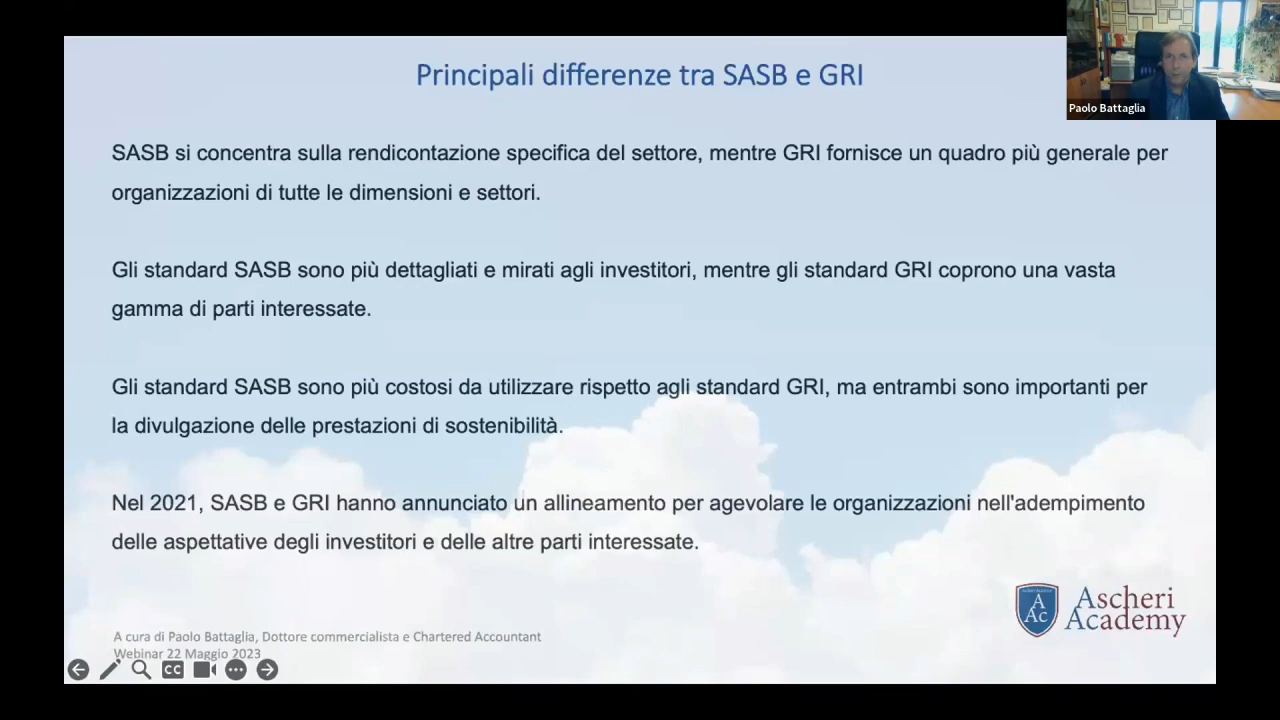 Principali differenze tra SASB e GRI
Paolo Battaglia
SASB si concentra sulla rendicontazione specifica del settore, mentre GRI fornisce un quadro più generale per
organizzazioni di tutte le dimensioni e settori.
Gli standard SASB sono più dettagliati e mirati agli investitori, mentre gli standard GRI coprono una vasta
gamma di parti interessate.
Gli standard SASB sono più costosi da utilizzare rispetto agli standard GRI, ma entrambi sono importanti per
la divulgazione delle prestazioni di sostenibilità.
Nel 2021, SASB e GRI hanno annunciato un allineamento per agevolare le organizzazioni nell'adempimento
delle aspettative degli investitori e delle altre parti interessate.
A Ac
Ascheri
Academy
A cura di Paolo Battaglia, Dottore commercialista e Chartered Accountant
Webinar 22 Maggio 2023
CC